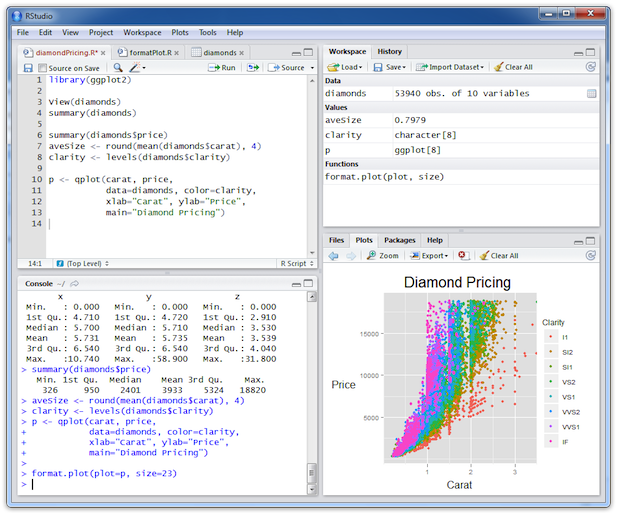 RStudio
File Edit View Project Workspace Plots Tools Help
diamondPricing.R* formatPlot.R diamonds
Source on Save Run Source
1 library(ggplot2)
2
3 View(diamonds)
4 summary(diamonds)
5
6 summary(diamonds$price)
7 aveSize <- round(mean(diamonds$carat), 4)
8 clarity <- levels(diamonds$clarity)
9
10 p <- qplot(carat, price,
11 data=diamonds, color=clarity,
12 xlab="Carat", ylab="Price",
13 main="Diamond Pricing")
14
14:1 (Top Level) R Script
Console ~/
x y z
Min. : 0.000 Min. : 0.000 Min. : 0.000
1st Qu.: 4.710 1st Qu.: 4.720 1st Qu.: 2.910
Median : 5.700 Median : 5.710 Median : 3.530
Mean : 5.731 Mean : 5.735 Mean : 3.539
3rd Qu.: 6.540 3rd Qu.: 6.540 3rd Qu.: 4.040
Max. :10.740 Max. :58.900 Max. :31.800
> summary(diamonds$price)
Min. 1st Qu. Median Mean 3rd Qu. Max.
326 950 2401 3933 5324 18820
> aveSize <- round(mean(diamonds$carat), 4)
> clarity <- levels(diamonds$clarity)
> p <- qplot(carat, price,
+ data=diamonds, color=clarity,
+ xlab="Carat", ylab="Price",
+ main="Diamond Pricing")
>
> format.plot(plot=p, size=23)
>
Workspace History
Load Save Import Dataset Clear All
Data
diamonds 53940 obs. of 10 variables
Values
aveSize 0.7979
clarity character[8]
p ggplot[8]
Functions
format.plot(plot, size)
Files Plots Packages Help
Zoom Export Clear All
Diamond Pricing
Price
15000
10000
5000
1 2 3
Carat
Clarity
I1
SI2
SI1
VS2
VS1
VVS2
VVS1
IF